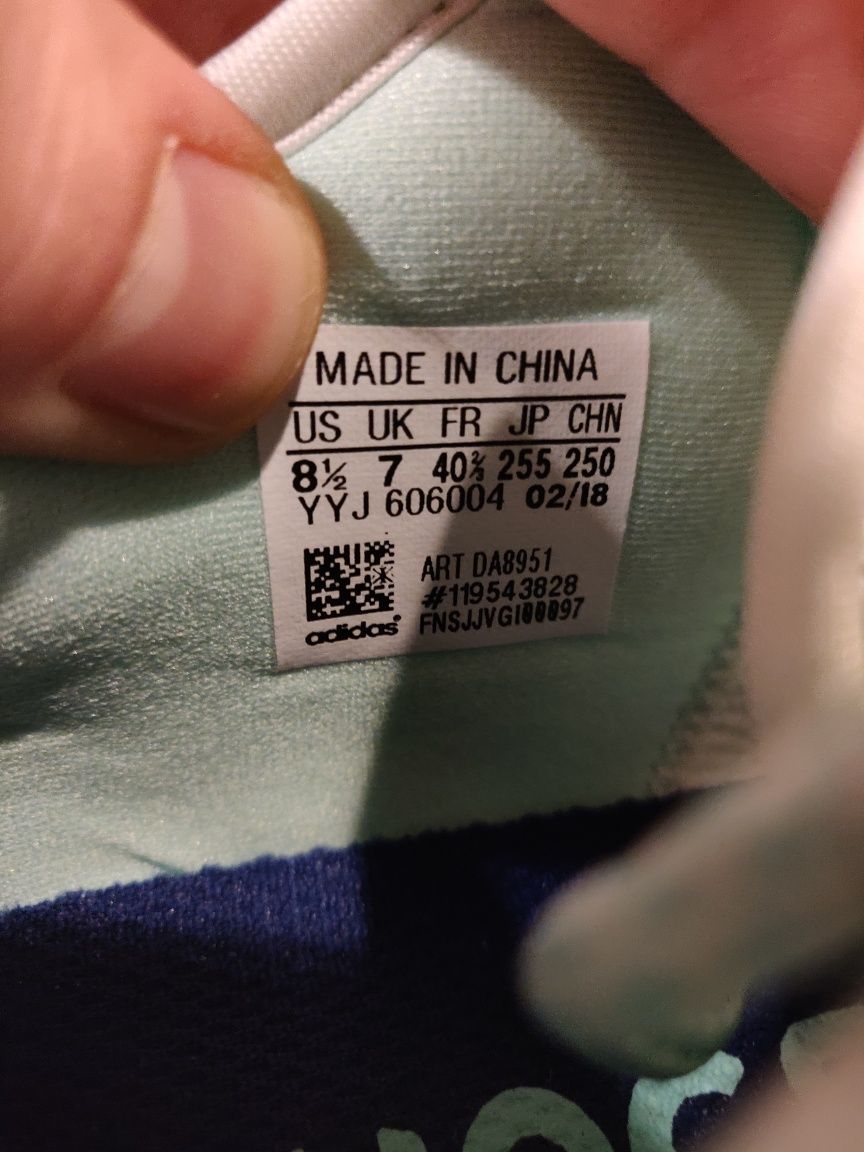 MADE IN CHINA
US UK FR JP CHN
8½ 7 40⅔ 255 250
YYJ 606004 02/18
ART DA8951
#119543828
adidas® FNSJJVGI00097